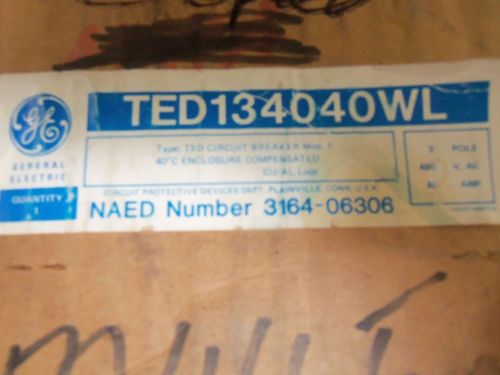 TED134040WL
GE
GENERAL
ELECTRIC
QUANTITY
1
Type: TED CIRCUIT BREAKER Mod. 1
40°C ENCLOSURE COMPENSATED
CU/AL Lugs
3 POLE
480 V. AC
40 AMP
CIRCUIT PROTECTIVE DEVICES DEPT. PLAINVILLE, CONN. U.S.A.
NAED Number 3164-06306